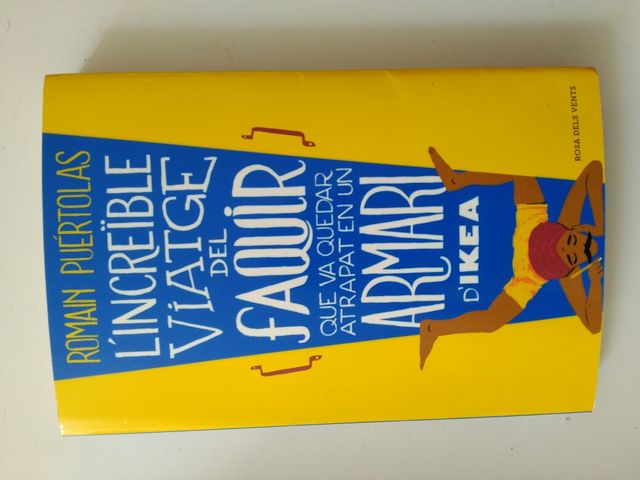 ROMAIN PUÉRTOLAS
L'INCREÏBLE
VIATGE
DEL
FAQUIR
QUE VA QUEDAR
ATRAPAT EN UN
ARMARI
D'IKEA
ROSA DELS VENTS